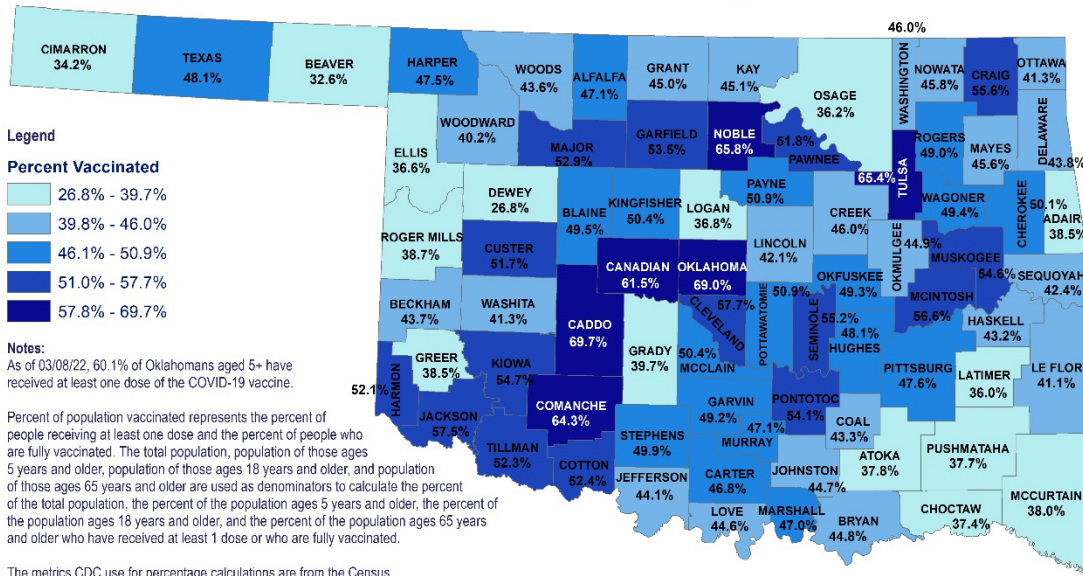 46.0%
CIMARRON
34.2%
TEXAS
48.1%
BEAVER
32.6%
HARPER
47.5%
WOODS
43.6%
ALFALFA
47.1%
GRANT
45.0%
KAY
45.1%
OSAGE
36.2%
WASHINGTON
NOWATA
45.8%
CRAIG
55.6%
OTTAWA
41.3%
WOODWARD
40.2%
MAJOR
52.9%
GARFIELD
53.5%
NOBLE
65.8%
51.8%
PAWNEE
65.4%
TULSA
ROGERS
49.0%
MAYES
45.6%
DELAWARE
43.8%
Legend
Percent Vaccinated
26.8% - 39.7%
39.8% - 46.0%
46.1% - 50.9%
51.0% - 57.7%
57.8% - 69.7%
ELLIS
36.6%
DEWEY
26.8%
BLAINE
49.5%
KINGFISHER
50.4%
LOGAN
36.8%
PAYNE
50.9%
CREEK
46.0%
WAGONER
49.4%
CHEROKEE
50.1%
ADAIR
38.5%
ROGER MILLS
38.7%
CUSTER
51.7%
CANADIAN
61.5%
OKLAHOMA
69.0%
LINCOLN
42.1%
OKMULGEE
44.9%
MUSKOGEE
54.6%
SEQUOYAH
42.4%
BECKHAM
43.7%
WASHITA
41.3%
CADDO
69.7%
GRADY
39.7%
57.7%
CLEVELAND
50.9%
POTTAWATOMIE
55.2%
SEMINOLE
OKFUSKEE
49.3%
48.1%
HUGHES
MCINTOSH
56.6%
HASKELL
43.2%
LE FLOR
41.1%
Notes:
As of 03/08/22, 60.1% of Oklahomans aged 5+ have
received at least one dose of the COVID-19 vaccine.
GREER
38.5%
KIOWA
54.7%
52.1%
HARMON
JACKSON
57.5%
COMANCHE
64.3%
50.4%
MCCLAIN
GARVIN
49.2%
PONTOTOC
54.1%
PITTSBURG
47.6%
LATIMER
36.0%
Percent of population vaccinated represents the percent of
people receiving at least one dose and the percent of people who
are fully vaccinated. The total population, population of those ages
5 years and older, population of those ages 18 years and older, and population
of those ages 65 years and older are used as denominators to calculate the percent
of the total population, the percent of the population ages 5 years and older, the percent of
the population ages 18 years and older, and the percent of the population ages 65 years
and older who have received at least 1 dose or who are fully vaccinated.
TILLMAN
52.3%
COTTON
52.4%
STEPHENS
49.9%
47.1%
MURRAY
COAL
43.3%
ATOKA
37.8%
PUSHMATAHA
37.7%
JEFFERSON
44.1%
CARTER
46.8%
JOHNSTON
44.7%
LOVE
44.6%
MARSHALL
47.0%
BRYAN
44.8%
CHOCTAW
37.4%
MCCURTAIN
38.0%
The metrics CDC use for percentage calculations are from the Census